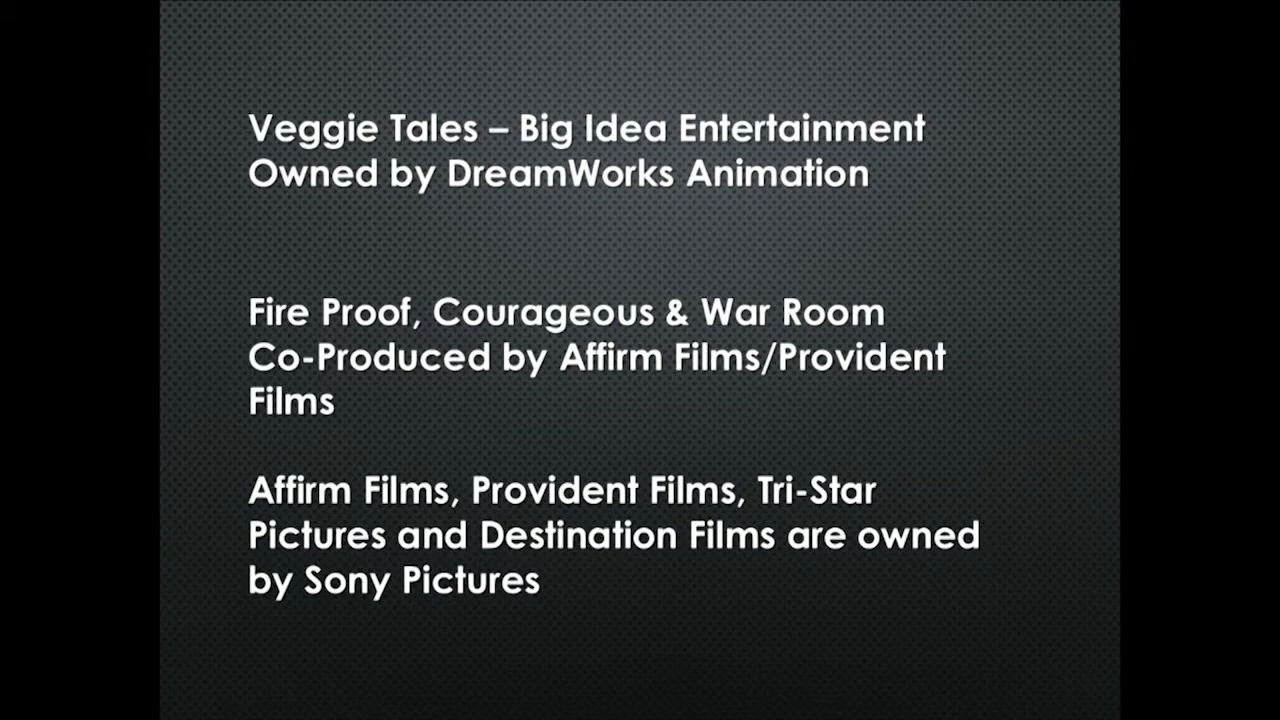 Veggie Tales – Big Idea Entertainment
Owned by DreamWorks Animation
Fire Proof, Courageous & War Room
Co-Produced by Affirm Films/Provident
Films
Affirm Films, Provident Films, Tri-Star
Pictures and Destination Films are owned
by Sony Pictures